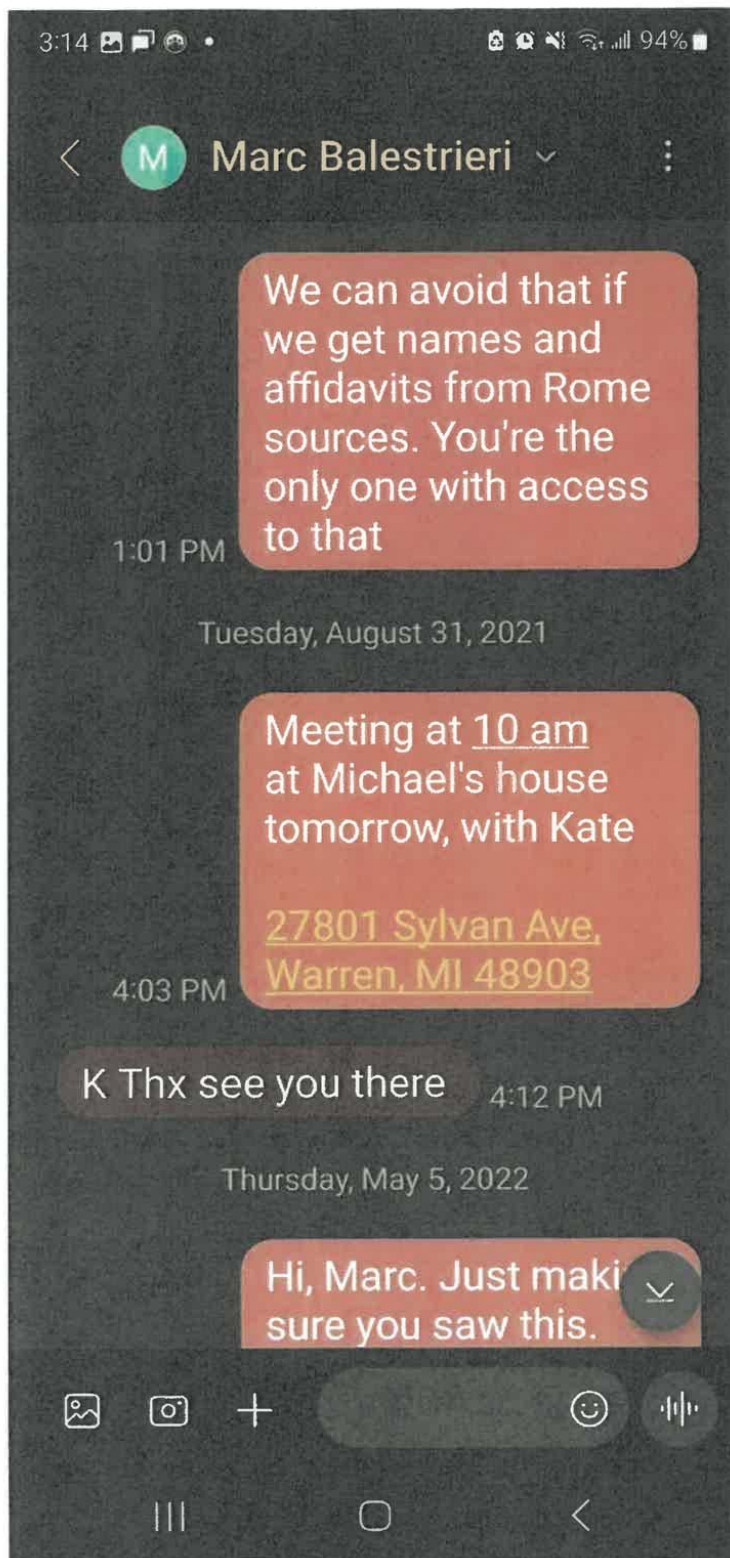 3:14 94%
M Marc Balestrieri
We can avoid that if
we get names and
affidavits from Rome
sources. You're the
only one with access
to that
1:01 PM
Tuesday, August 31, 2021
Meeting at 10 am
at Michael's house
tomorrow, with Kate
27801 Sylvan Ave,
Warren, MI 48903
4:03 PM
K Thx see you there 4:12 PM
Thursday, May 5, 2022
Hi, Marc. Just maki
sure you saw this.